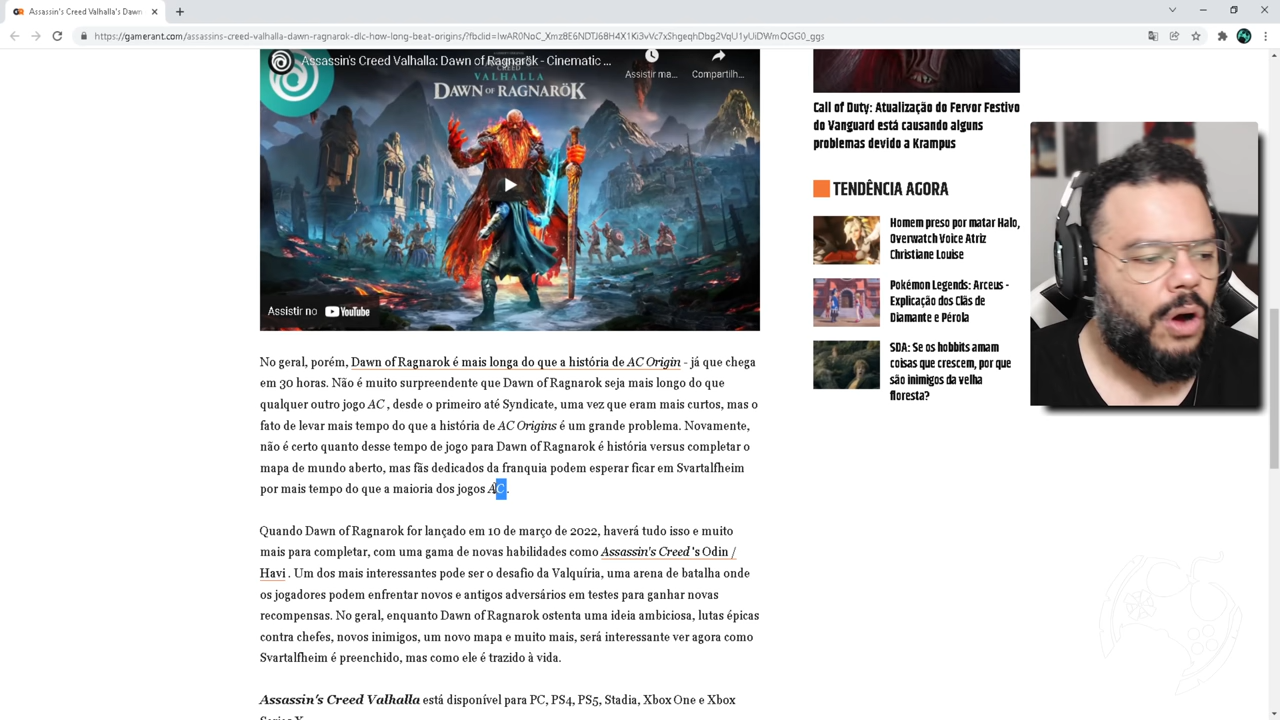 Assassin's Creed Valhalla's Dawn
https://gamerant.com/assassins-creed-valhalla-dawn-ragnarok-dlc-how-long-beat-origins/?fbclid=IwAR0NoC_Xmz8E6NDTJ68H4X1Ki3vVc7xShgeqhDbg2VqU1yUiDWmOGG0_ggs
Assassin's Creed Valhalla: Dawn of Ragnarök - Cinematic ...
Assistir ma...
Compartilh...
VALHALLA
DAWN OF RAGNARÖK
Assistir no YouTube
No geral, porém, Dawn of Ragnarok é mais longa do que a história de AC Origin - já que chega
em 30 horas. Não é muito surpreendente que Dawn of Ragnarok seja mais longo do que
qualquer outro jogo AC , desde o primeiro até Syndicate, uma vez que eram mais curtos, mas o
fato de levar mais tempo do que a história de AC Origins é um grande problema. Novamente,
não é certo quanto desse tempo de jogo para Dawn of Ragnarok é história versus completar o
mapa de mundo aberto, mas fãs dedicados da franquia podem esperar ficar em Svartalfheim
por mais tempo do que a maioria dos jogos AC .
Quando Dawn of Ragnarok for lançado em 10 de março de 2022, haverá tudo isso e muito
mais para completar, com uma gama de novas habilidades como Assassin's Creed 's Odin /
Havi . Um dos mais interessantes pode ser o desafio da Valquíria, uma arena de batalha onde
os jogadores podem enfrentar novos e antigos adversários em testes para ganhar novas
recompensas. No geral, enquanto Dawn of Ragnarok ostenta uma ideia ambiciosa, lutas épicas
contra chefes, novos inimigos, um novo mapa e muito mais, será interessante ver agora como
Svartalfheim é preenchido, mas como ele é trazido à vida.
Assassin's Creed Valhalla está disponível para PC, PS4, PS5, Stadia, Xbox One e Xbox
Series X
Call of Duty: Atualização do Fervor Festivo
do Vanguard está causando alguns
problemas devido a Krampus
TENDÊNCIA AGORA
Homem preso por matar Halo,
Overwatch Voice Atriz
Christiane Louise
Pokémon Legends: Arceus -
Explicação dos Clãs de
Diamante e Pérola
SDA: Se os hobbits amam
coisas que crescem, por que
são inimigos da velha
floresta?